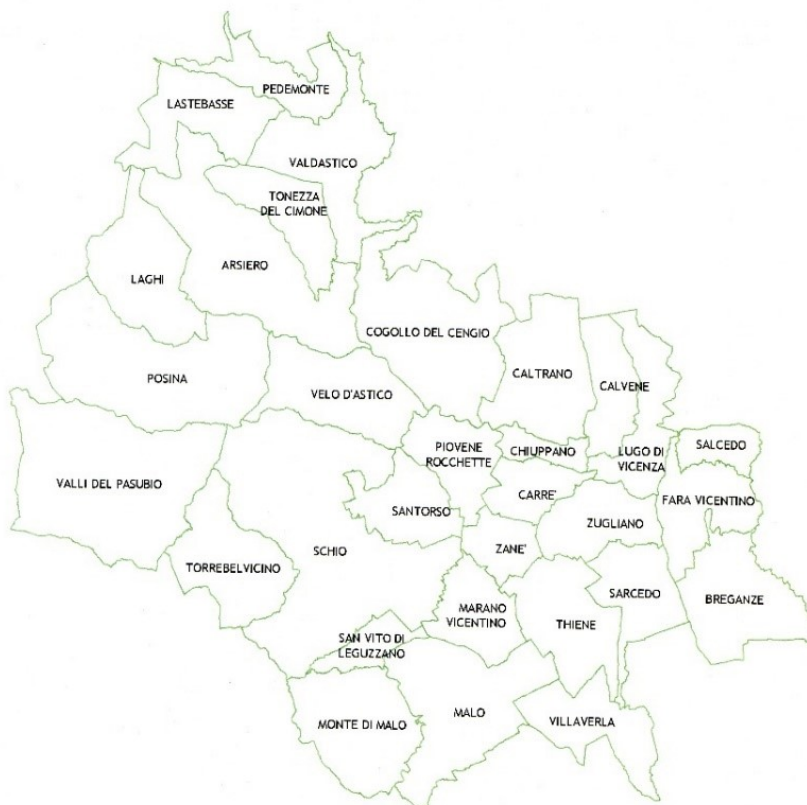 PEDEMONTE
LASTEBASSE
VALDASTICO
TONEZZA
DEL CIMONE
ARSIERO
LAGHI
COGOLLO DEL CENGIO
CALTRANO
POSINA
CALVENE
VELO D'ASTICO
SALCEDO
PIOVENE
ROCCHETTE
CHIUPPANO
LUGO DI
VICENZA
VALLI DEL PASUBIO
CARRE'
FARA VICENTINO
SANTORSO
ZUGLIANO
SCHIO
ZANE'
TORREBELVICINO
SARCEDO
BREGANZE
MARANO
VICENTINO
THIENE
SAN VITO DI
LEGUZZANO
MALO
VILLAVERLA
MONTE DI MALO